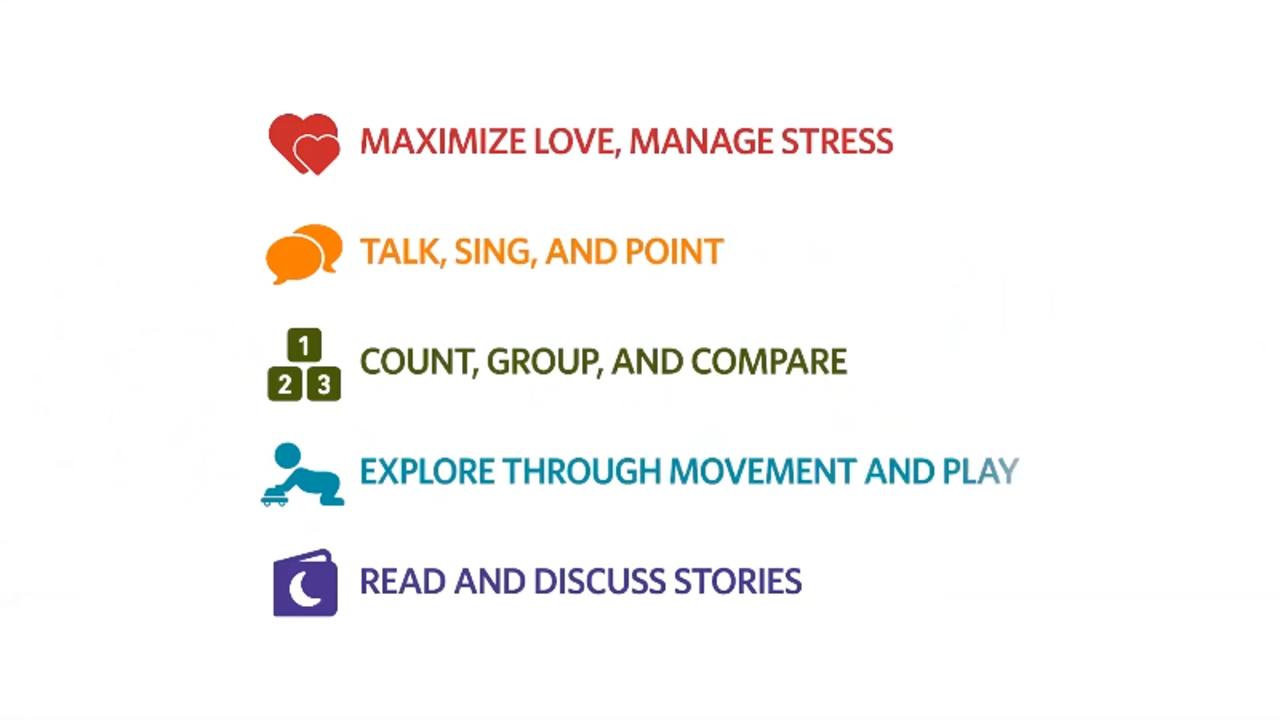 MAXIMIZE LOVE, MANAGE STRESS
TALK, SING, AND POINT
1
2 3
COUNT, GROUP, AND COMPARE
EXPLORE THROUGH MOVEMENT AND PLAY
READ AND DISCUSS STORIES